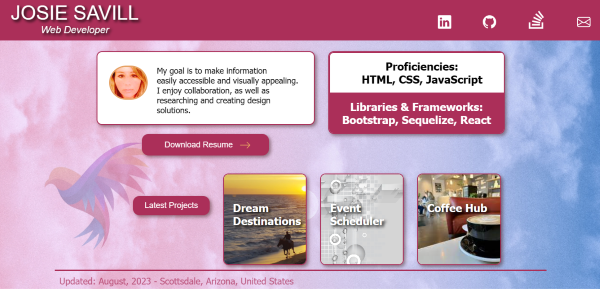 JOSIE SAVILL
Web Developer
My goal is to make information
easily accessible and visually appealing.
I enjoy collaboration, as well as
researching and creating design
solutions.
Proficiencies:
HTML, CSS, JavaScript
Libraries & Frameworks:
Bootstrap, Sequelize, React
Download Resume
Latest Projects
Dream
Destinations
Event
Scheduler
Coffee Hub
Updated: August, 2023 - Scottsdale, Arizona, United States